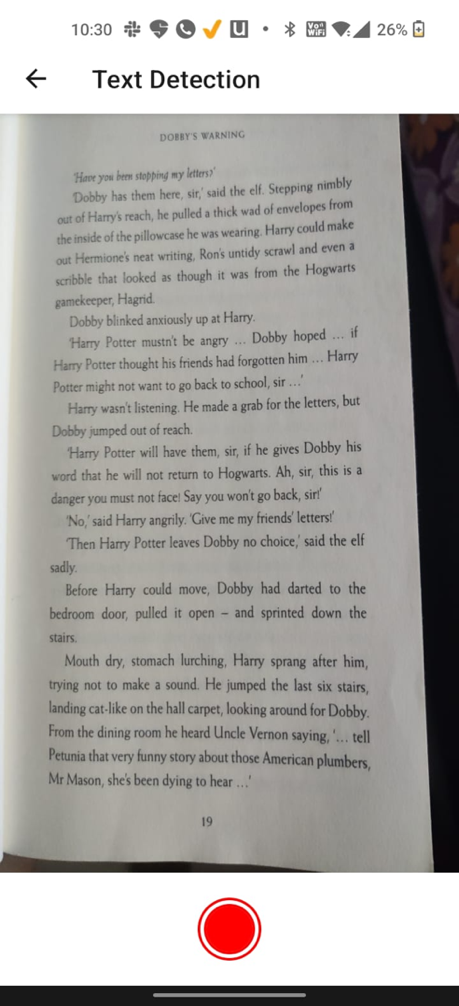 10:30
VoD WiFi
26%
Text Detection
DOBBY'S WARNING
'Have you been stopping my letters?'
'Dobby has them here, sir,' said the elf. Stepping nimbly
out of Harry's reach, he pulled a thick wad of envelopes from
the inside of the pillowcase he was wearing. Harry could make
out Hermione's neat writing, Ron's untidy scrawl and even a
scribble that looked as though it was from the Hogwarts
gamekeeper, Hagrid.
Dobby blinked anxiously up at Harry.
'Harry Potter mustn't be angry ... Dobby hoped ... if
Harry Potter thought his friends had forgotten him ... Harry
Potter might not want to go back to school, sir ...'
Harry wasn't listening. He made a grab for the letters, but
Dobby jumped out of reach.
'Harry Potter will have them, sir, if he gives Dobby his
word that he will not return to Hogwarts. Ah, sir, this is a
danger you must not face! Say you won't go back, sir!'
'No,' said Harry angrily. 'Give me my friends' letters!'
'Then Harry Potter leaves Dobby no choice,' said the elf
sadly.
Before Harry could move, Dobby had darted to the
bedroom door, pulled it open – and sprinted down the
stairs.
Mouth dry, stomach lurching, Harry sprang after him,
trying not to make a sound. He jumped the last six stairs,
landing cat-like on the hall carpet, looking around for Dobby.
From the dining room he heard Uncle Vernon saying, '... tell
Petunia that very funny story about those American plumbers,
Mr Mason, she's been dying to hear ...'
19